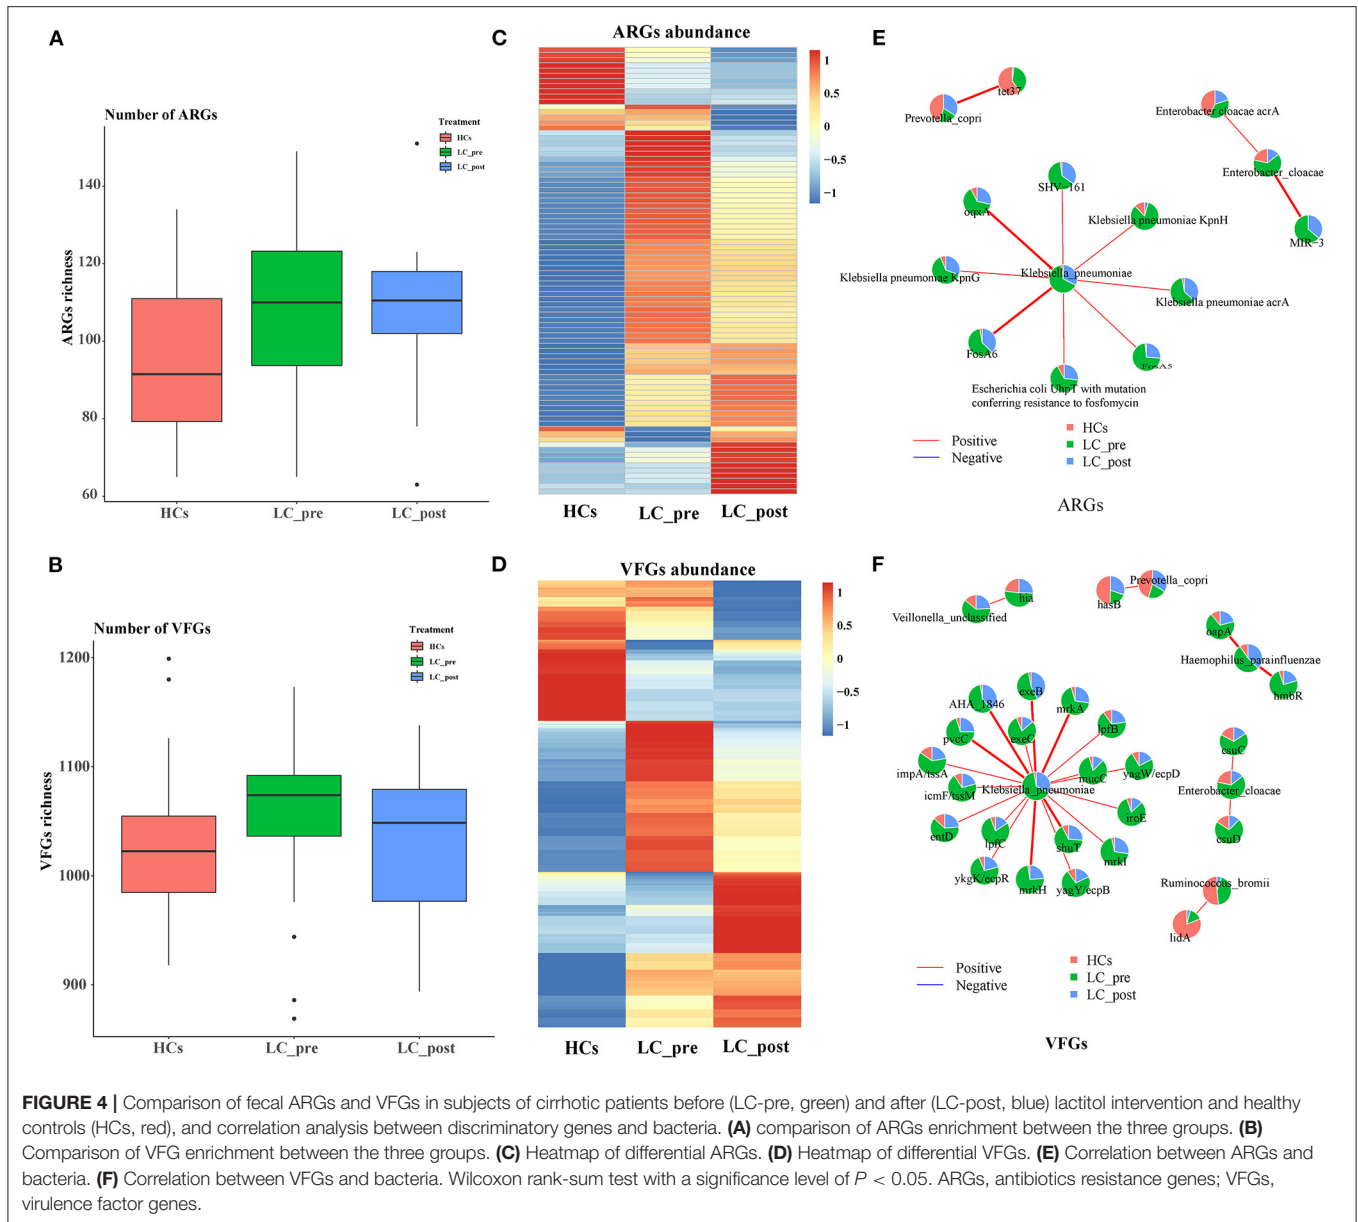 A
Number of ARGs
Treatment
HCs
LC_pre
LC_post
ARGs richness
140
120
100
80
60
HCs
LC_pre
LC_post
C
ARGs abundance
1
0.5
0
−0.5
−1
HCs
LC_pre
LC_post
E
tet37
Prevotella_copri
Enterobacter cloacae acrA
Enterobacter_cloacae
MIR−3
SHV−161
oqxA
Klebsiella pneumoniae KpnH
Klebsiella_pneumoniae
Klebsiella pneumoniae KpnG
Klebsiella pneumoniae acrA
FosA6
FosA5
Escherichia coli UhpT with mutation
conferring resistance to fosfomycin
Positive
Negative
HCs
LC_pre
LC_post
ARGs
B
Number of VFGs
Treatment
HCs
LC_pre
LC_post
VFGs richness
1200
1100
1000
900
HCs
LC_pre
LC_post
D
VFGs abundance
1
0.5
0
−0.5
−1
HCs
LC_pre
LC_post
F
hia
Veillonella_unclassified
Prevotella_copri
hasB
oapA
Haemophilus_parainfluenzae
hmbR
exeB
AHA_1846
mrkA
pvcC
exeC
lpfB
impA/tssA
mucC
yagW/ecpD
icmF/tssM
Klebsiella_pneumoniae
iroE
entD
lpfC
shuT
mrkI
ykgK/ecpR
mrkH
yagY/ecpB
csuC
Enterobacter_cloacae
csuD
Ruminococcus_bromii
lidA
Positive
Negative
HCs
LC_pre
LC_post
VFGs
FIGURE 4 | Comparison of fecal ARGs and VFGs in subjects of cirrhotic patients before (LC-pre, green) and after (LC-post, blue) lactitol intervention and healthy
controls (HCs, red), and correlation analysis between discriminatory genes and bacteria. (A) comparison of ARGs enrichment between the three groups. (B)
Comparison of VFG enrichment between the three groups. (C) Heatmap of differential ARGs. (D) Heatmap of differential VFGs. (E) Correlation between ARGs and
bacteria. (F) Correlation between VFGs and bacteria. Wilcoxon rank-sum test with a significance level of P < 0.05. ARGs, antibiotics resistance genes; VFGs,
virulence factor genes.